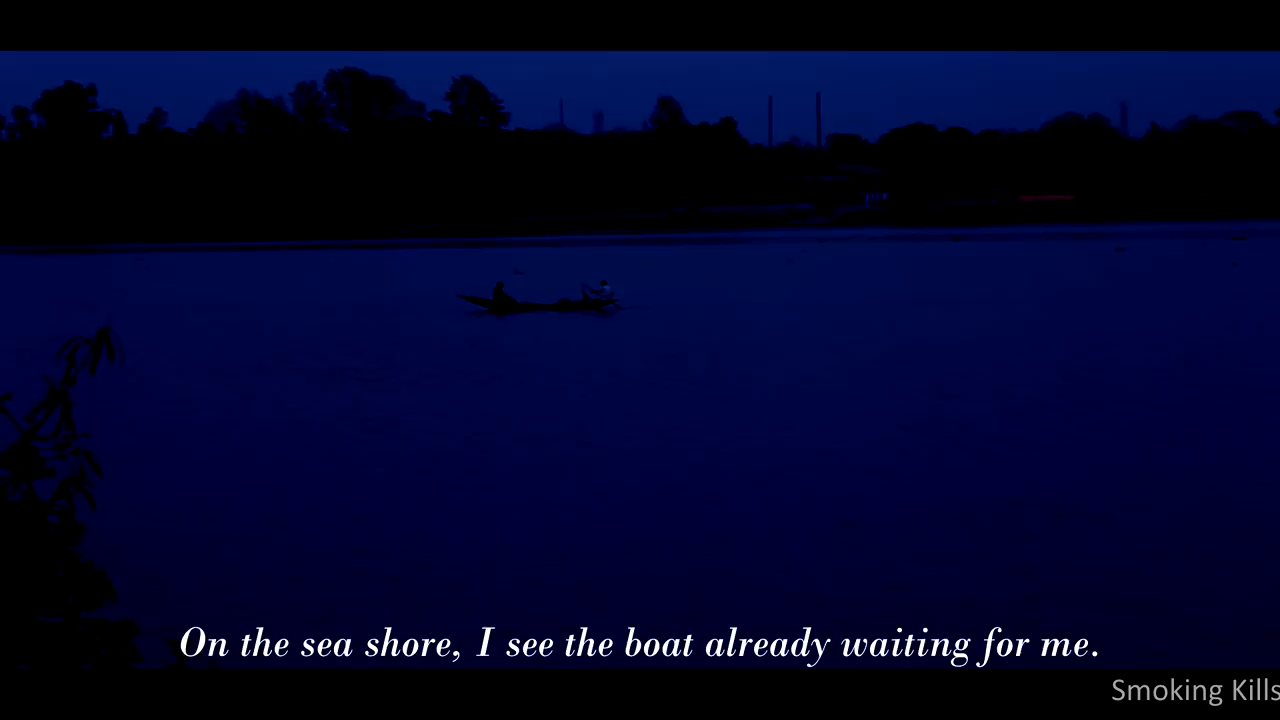 On the sea shore, I see the boat already waiting for me.
Smoking Kills